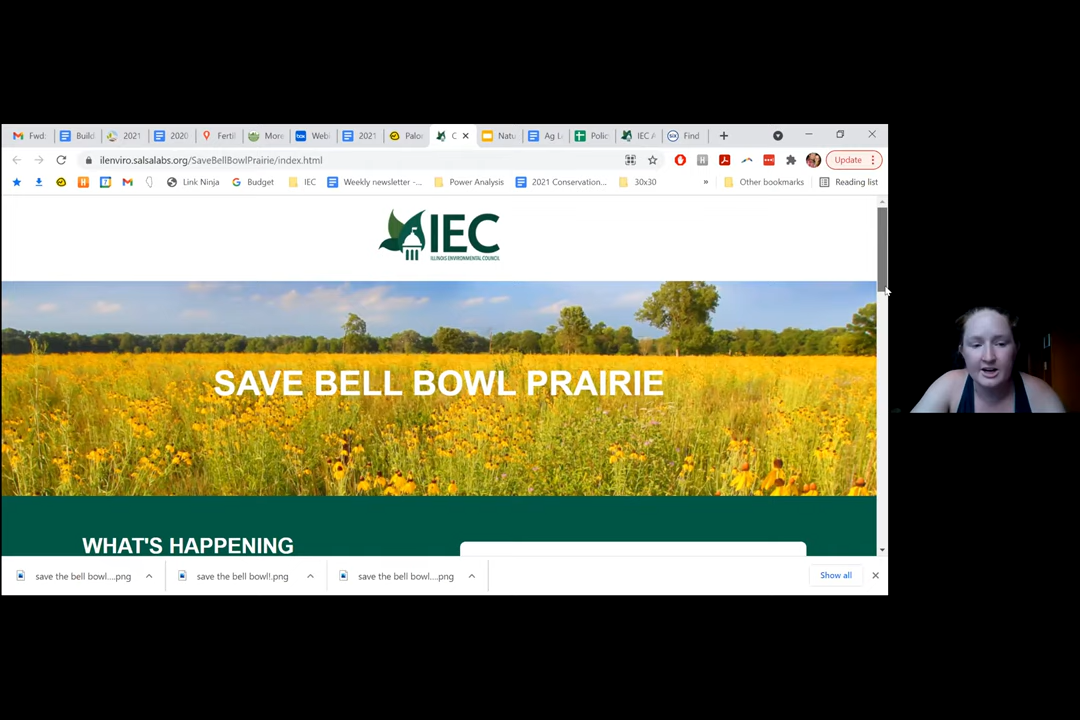 Fwd: Build 2021 2020 Fertil More Webi 2021 Palo C Natu Ag L Polic IEC A Find
ilenviro.salsalabs.org/SaveBellBowlPrairie/index.html Update
Link Ninja Budget IEC Weekly newsletter -... Power Analysis 2021 Conservation... 30x30 » Other bookmarks Reading list
IEC
ILLINOIS ENVIRONMENTAL COUNCIL
SAVE BELL BOWL PRAIRIE
WHAT'S HAPPENING
save the bell bowl....png save the bell bowl!.png save the bell bowl....png Show all